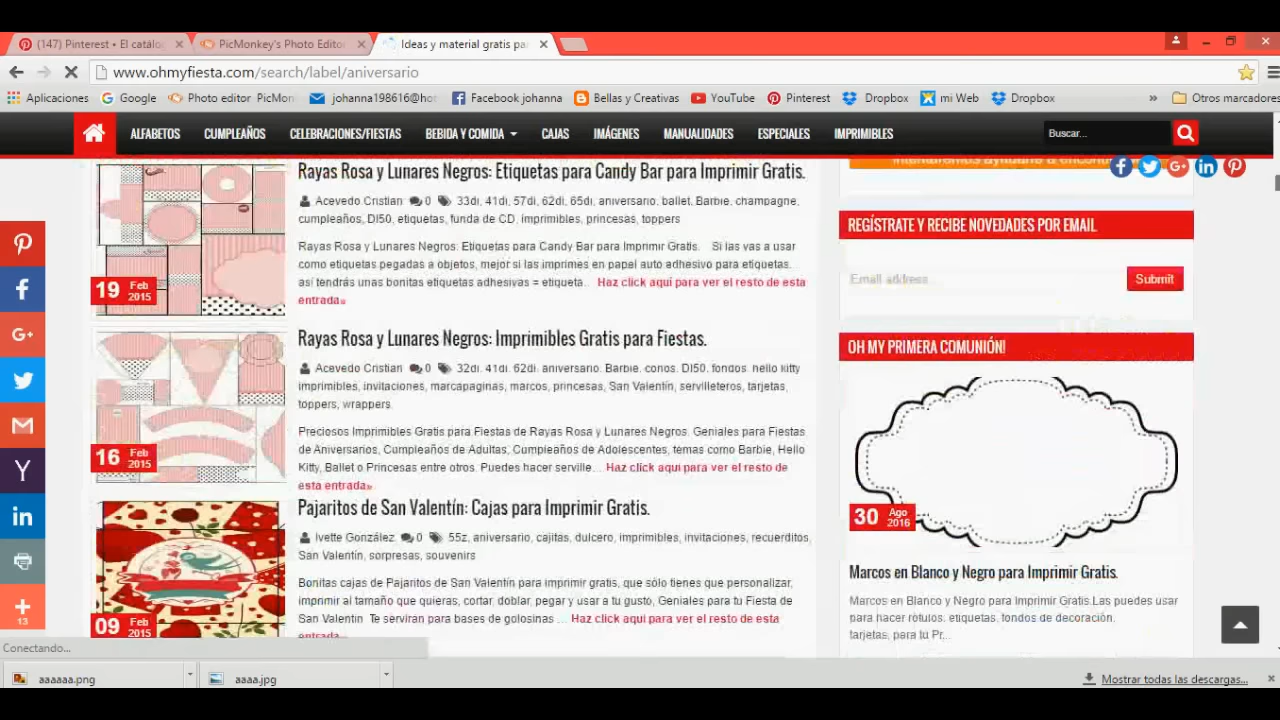 (147) Pinterest • El catálo
PicMonkey's Photo Editor
Ideas y material gratis pa
www.ohmyfiesta.com/search/label/aniversario
Aplicaciones
Google
Photo editor PicMon
johanna198616@ho
Facebook johanna
Bellas y Creativas
YouTube
Pinterest
Dropbox
mi Web
Dropbox
»
Otros marcadores
ALFABETOS
CUMPLEAÑOS
CELEBRACIONES/FIESTAS
BEBIDA Y COMIDA
CAJAS
IMÁGENES
MANUALIDADES
ESPECIALES
IMPRIMIBLES
Buscar...
Rayas Rosa y Lunares Negros: Etiquetas para Candy Bar para Imprimir Gratis.
Acevedo Cristian 0 33di, 41di, 57di, 62di, 65di, aniversario, ballet, Barbie, champagne,
cumpleaños, DI50, etiquetas, funda de CD, imprimibles, princesas, toppers
Rayas Rosa y Lunares Negros: Etiquetas para Candy Bar para Imprimir Gratis. Si las vas a usar
como etiquetas pegadas a objetos, mejor si las imprimes en papel auto adhesivo para etiquetas...
así tendrás unas bonitas etiquetas adhesivas = etiqueta... Haz click aquí para ver el resto de esta
entrada»
19 Feb
2015
Rayas Rosa y Lunares Negros: Imprimibles Gratis para Fiestas.
Acevedo Cristian 0 32di, 41di, 62di, aniversario, Barbie, conos, DI50, fondos, hello kitty,
imprimibles, invitaciones, marcapaginas, marcos, princesas, San Valentín, servilleteros, tarjetas,
toppers, wrappers
Preciosos Imprimibles Gratis para Fiestas de Rayas Rosa y Lunares Negros. Geniales para Fiestas
de Aniversarios, Cumpleaños de Adultas, Cumpleaños de Adolescentes, temas como Barbie, Hello
Kitty, Ballet o Princesas entre otros. Puedes hacer serville... Haz click aquí para ver el resto de
esta entrada»
16 Feb
2015
Pajaritos de San Valentín: Cajas para Imprimir Gratis.
Ivette González 0 55z, aniversario, cajitas, dulcero, imprimibles, invitaciones, recuerditos,
San Valentín, sorpresas, souvenirs
Bonitas cajas de Pajaritos de San Valentín para imprimir gratis, que sólo tienes que personalizar,
imprimir al tamaño que quieras, cortar, doblar, pegar y usar a tu gusto, Geniales para tu Fiesta de
San Valentín Te serviran para bases de golosinas ... Haz click aquí para ver el resto de esta
entrada»
09 Feb
2015
REGÍSTRATE Y RECIBE NOVEDADES POR EMAIL
Email address...
Submit
OH MY PRIMERA COMUNIÓN!
30 Ago
2016
Marcos en Blanco y Negro para Imprimir Gratis.
Marcos en Blanco y Negro para Imprimir Gratis.Las puedes usar
para hacer rótulos, etiquetas, fondos de decoración,
tarjetas, para tu Pr...
13
Conectando...
aaaaaa.png
aaaa.jpg
Mostrar todas las descargas...